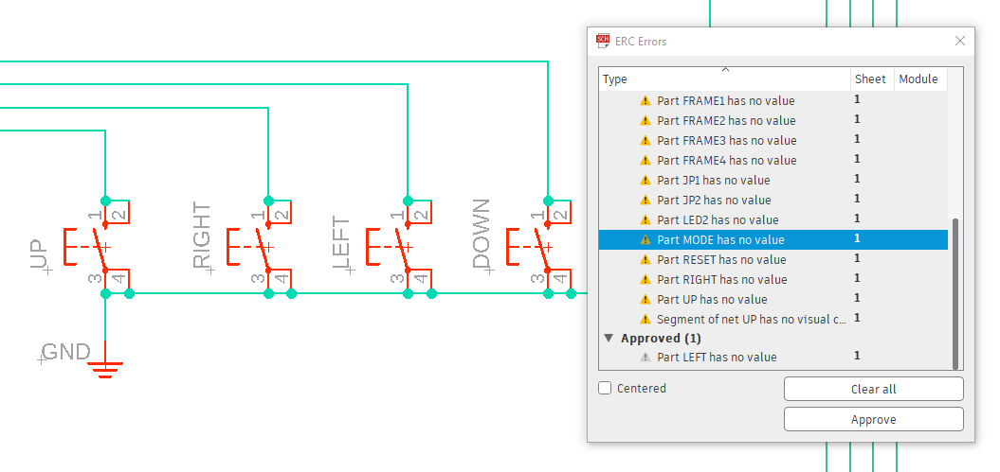 SCH ERC Errors
Type Sheet Module
Part FRAME1 has no value 1
Part FRAME2 has no value 1
Part FRAME3 has no value 1
Part FRAME4 has no value 1
Part JP1 has no value 1
Part JP2 has no value 1
Part LED2 has no value 1
Part MODE has no value 1
Part RESET has no value 1
Part RIGHT has no value 1
Part UP has no value 1
Segment of net UP has no visual c... 1
Approved (1)
Part LEFT has no value 1
Centered
Clear all
Approve
UP
1 2
3 4
RIGHT
1 2
3 4
LEFT
1 2
3 4
DOWN
1 2
3 4
GND